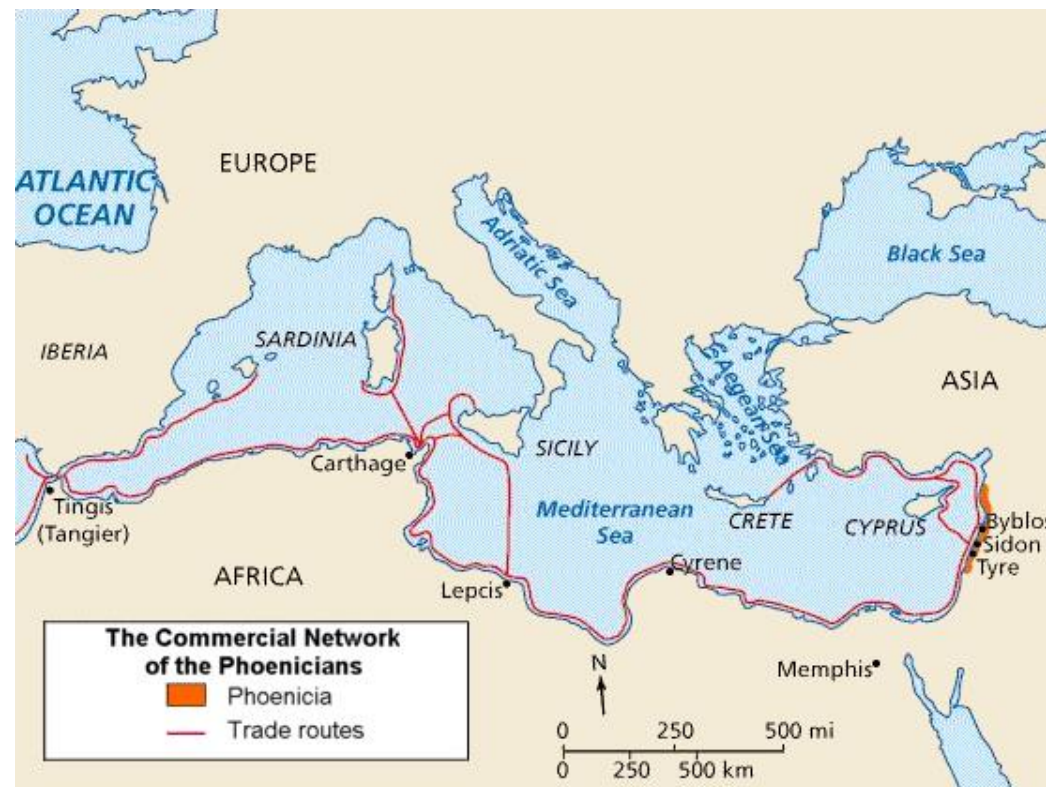 EUROPE
ATLANTIC
OCEAN
Adriatic Sea
Black Sea
IBERIA
SARDINIA
Aegean Sea
ASIA
SICILY
Carthage
Tingis
(Tangier)
Mediterranean
Sea
CRETE
CYPRUS
Byblos
Sidon
Tyre
AFRICA
Lepcis
Cyrene
Memphis
The Commercial Network
of the Phoenicians
Phoenicia
Trade routes
N
0 250 500 mi
0 250 500 km